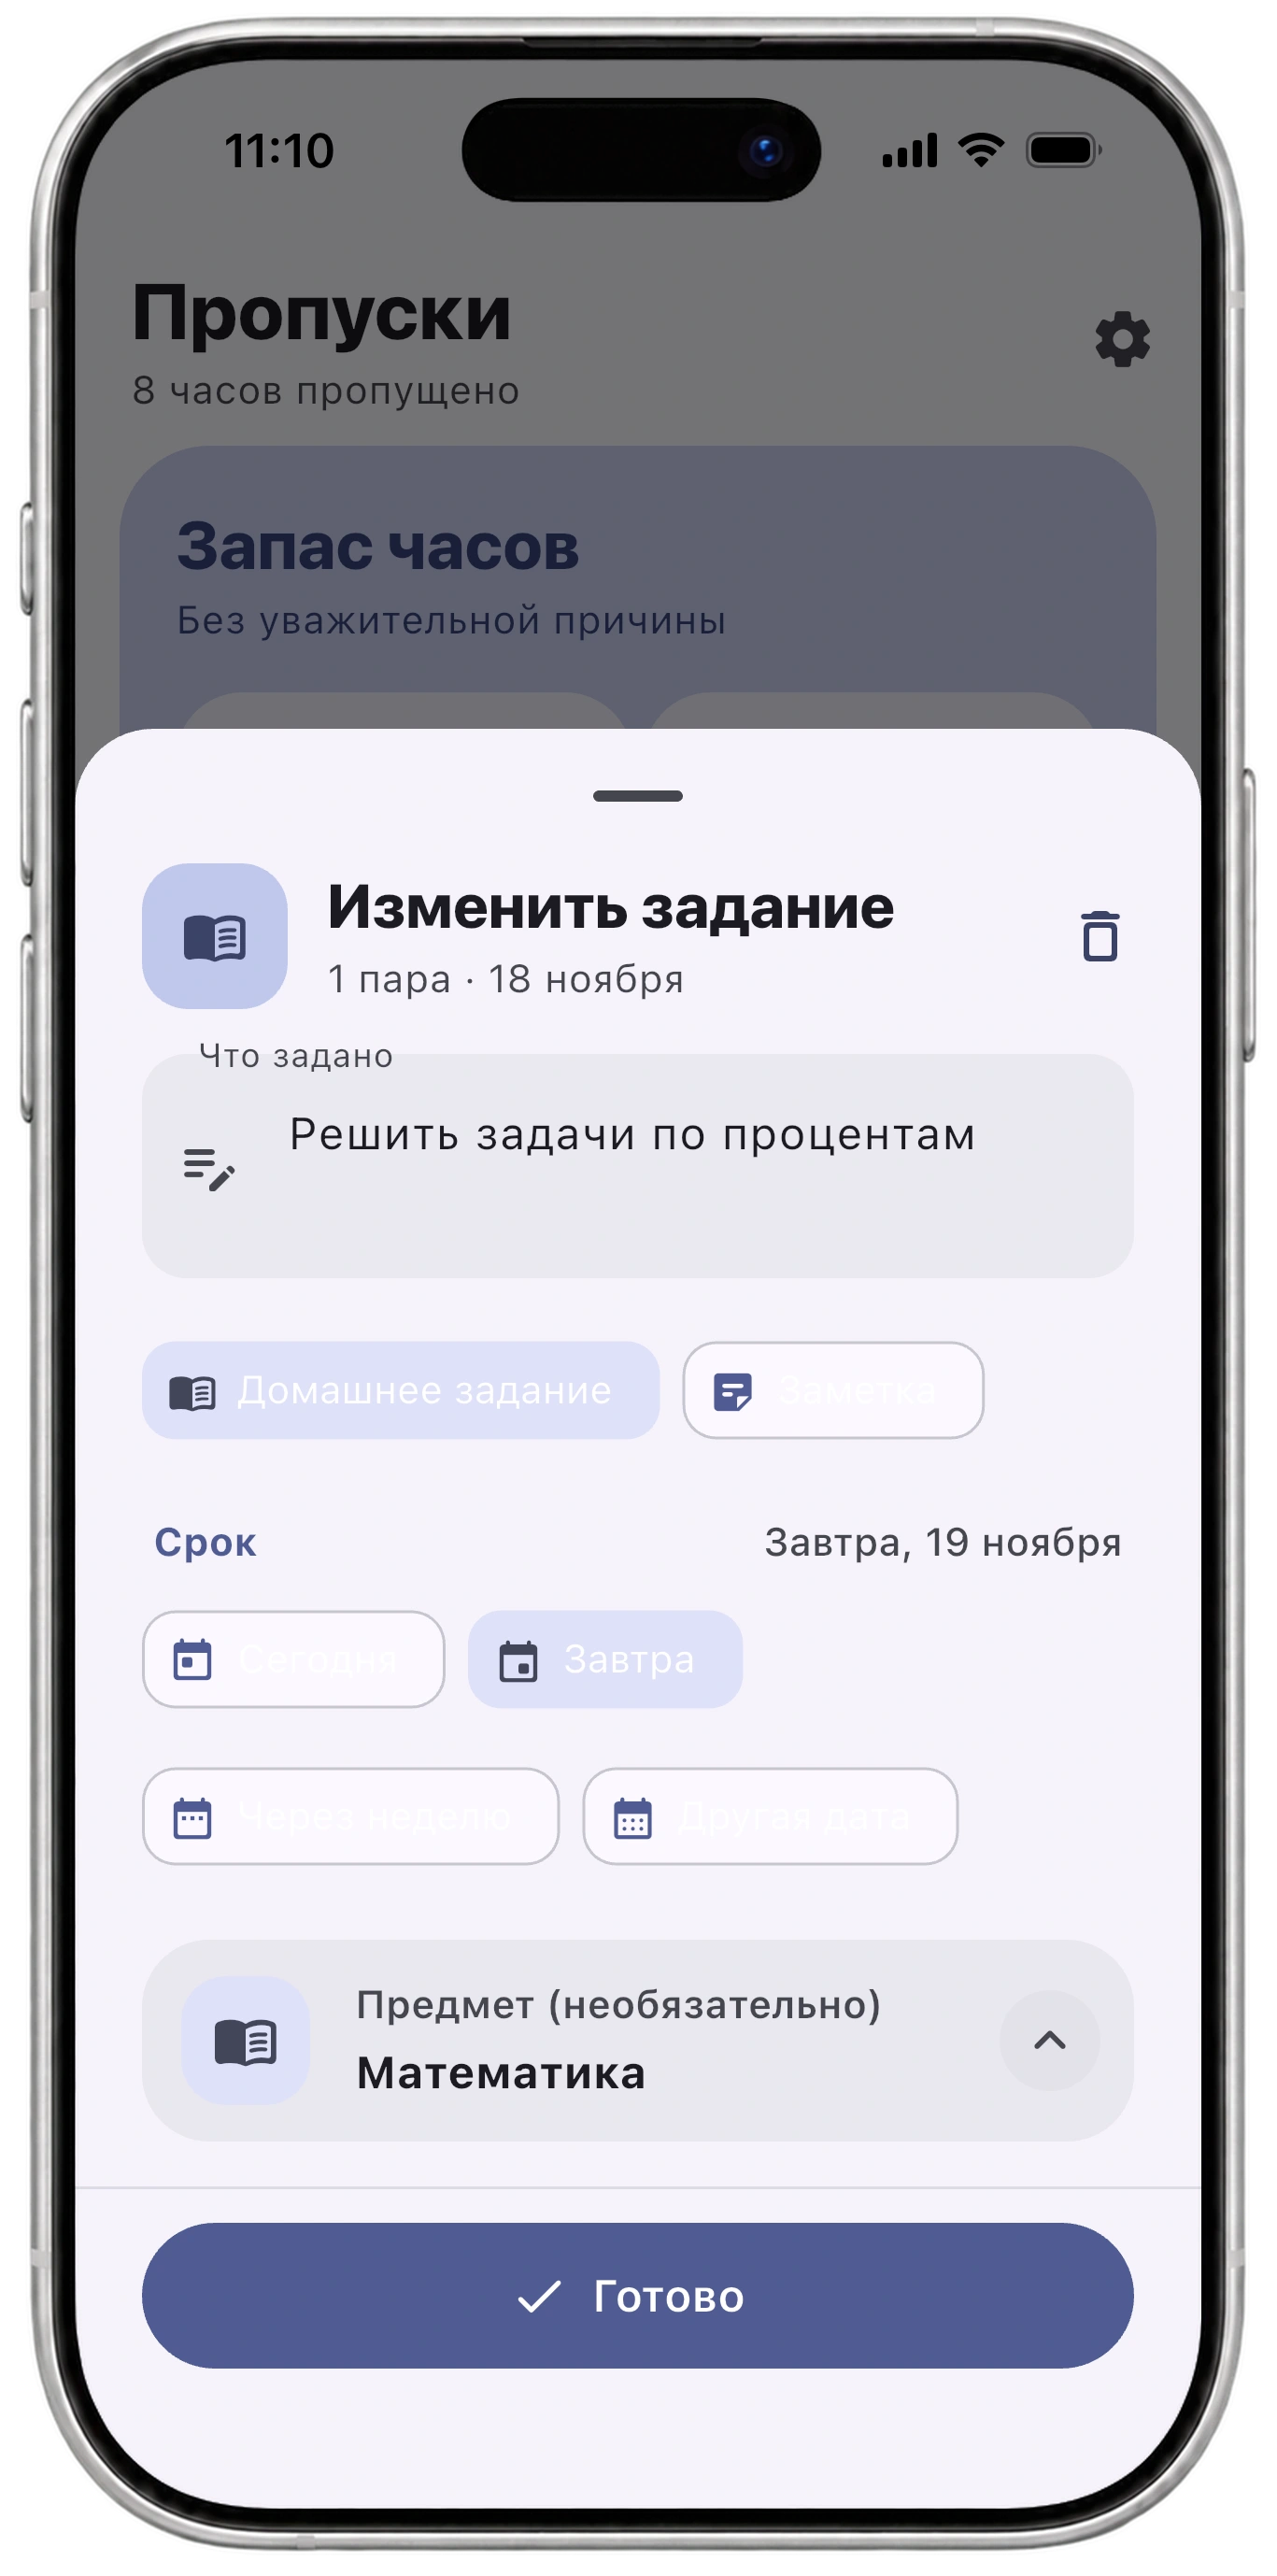 11:10
Пропуски
8 часов пропущено
Запас часов
Без уважительной причины
Изменить задание
1 пара · 18 ноября
Что задано
Решить задачи по процентам
Домашнее задание
Заметка
Срок
Завтра, 19 ноября
Сегодня
Завтра
Через неделю
Другая дата
Предмет (необязательно)
Математика
Готово